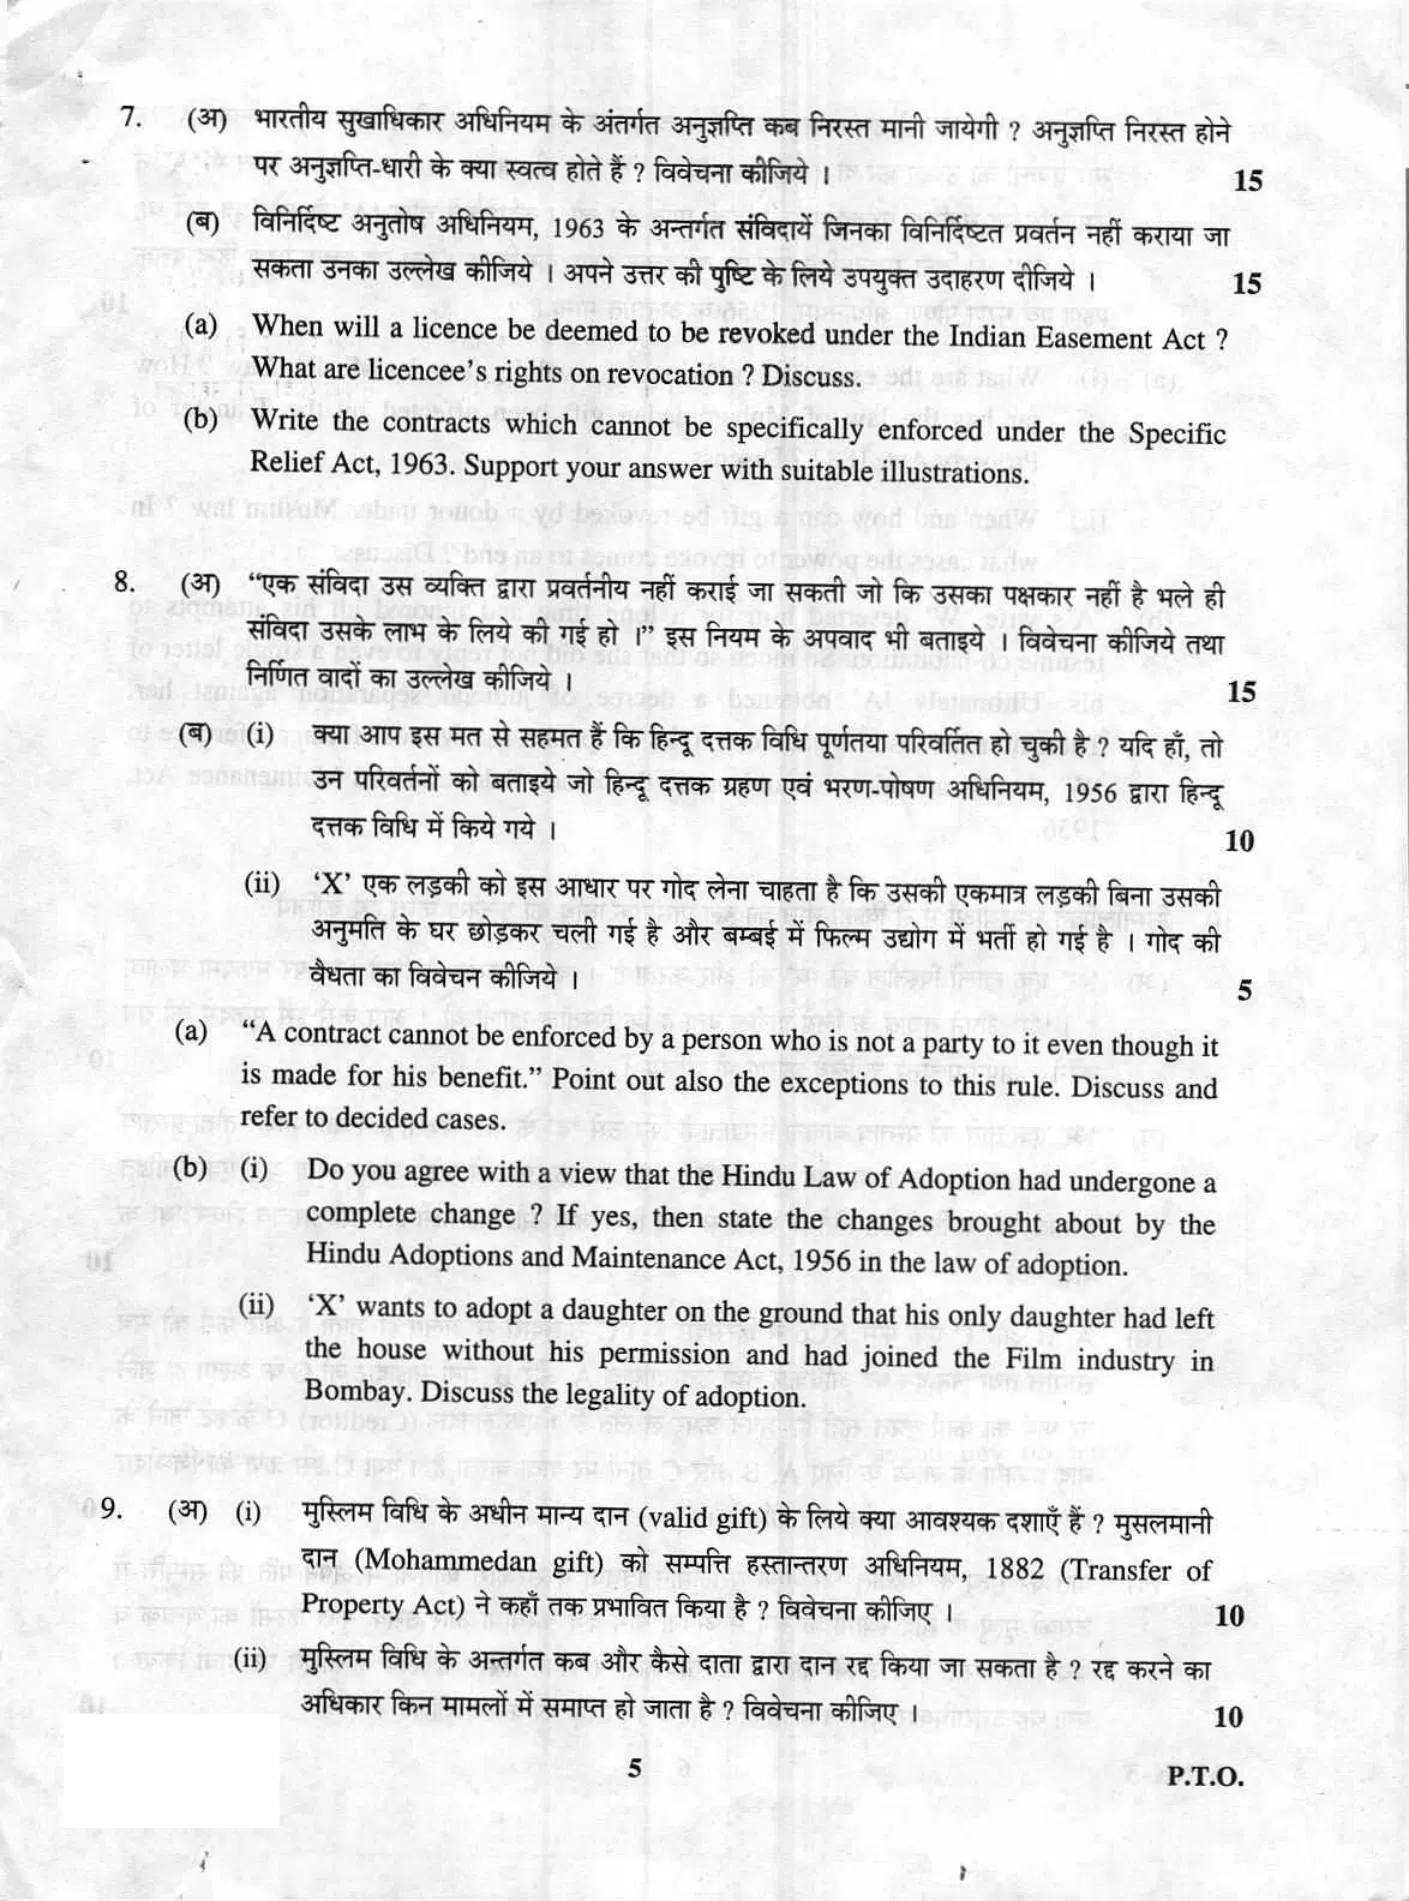 7. (अ) भारतीय सुखाधिकार अधिनियम के अंतर्गत अनुज्ञप्ति कब निरस्त मानी जायेगी ? अनुज्ञप्ति निरस्त होने
पर अनुज्ञप्ति-धारी के क्या स्वत्व होते हैं ? विवेचना कीजिये । 15
(ब) विनिर्दिष्ट अनुतोष अधिनियम, 1963 के अन्तर्गत संविदायें जिनका विनिर्दिष्टत प्रवर्तन नहीं कराया जा
सकता उनका उल्लेख कीजिये । अपने उत्तर की पुष्टि के लिये उपयुक्त उदाहरण दीजिये । 15
(a) When will a licence be deemed to be revoked under the Indian Easement Act ?
What are licencee's rights on revocation ? Discuss.
(b) Write the contracts which cannot be specifically enforced under the Specific
Relief Act, 1963. Support your answer with suitable illustrations.
8. (अ) “एक संविदा उस व्यक्ति द्वारा प्रवर्तनीय नहीं कराई जा सकती जो कि उसका पक्षकार नहीं है भले ही
संविदा उसके लाभ के लिये की गई हो ।” इस नियम के अपवाद भी बताइये । विवेचना कीजिये तथा
निर्णित वादों का उल्लेख कीजिये । 15
(ब) (i) क्या आप इस मत से सहमत हैं कि हिन्दू दत्तक विधि पूर्णतया परिवर्तित हो चुकी है ? यदि हाँ, तो
उन परिवर्तनों को बताइये जो हिन्दू दत्तक ग्रहण एवं भरण-पोषण अधिनियम, 1956 द्वारा हिन्दू
दत्तक विधि में किये गये । 10
(ii) ‘X’ एक लड़की को इस आधार पर गोद लेना चाहता है कि उसकी एकमात्र लड़की बिना उसकी
अनुमति के घर छोड़कर चली गई है और बम्बई में फिल्म उद्योग में भर्ती हो गई है । गोद की
वैधता का विवेचन कीजिये । 5
(a) “A contract cannot be enforced by a person who is not a party to it even though it
is made for his benefit.” Point out also the exceptions to this rule. Discuss and
refer to decided cases.
(b) (i) Do you agree with a view that the Hindu Law of Adoption had undergone a
complete change ? If yes, then state the changes brought about by the
Hindu Adoptions and Maintenance Act, 1956 in the law of adoption.
(ii) ‘X’ wants to adopt a daughter on the ground that his only daughter had left
the house without his permission and had joined the Film industry in
Bombay. Discuss the legality of adoption.
9. (अ) (i) मुस्लिम विधि के अधीन मान्य दान (valid gift) के लिये क्या आवश्यक दशाएँ हैं ? मुसलमानी
दान (Mohammedan gift) को सम्पत्ति हस्तान्तरण अधिनियम, 1882 (Transfer of
Property Act) ने कहाँ तक प्रभावित किया है ? विवेचना कीजिए । 10
(ii) मुस्लिम विधि के अन्तर्गत कब और कैसे दाता द्वारा दान रद्द किया जा सकता है ? रद्द करने का
अधिकार किन मामलों में समाप्त हो जाता है ? विवेचना कीजिए । 10
5 P.T.O.